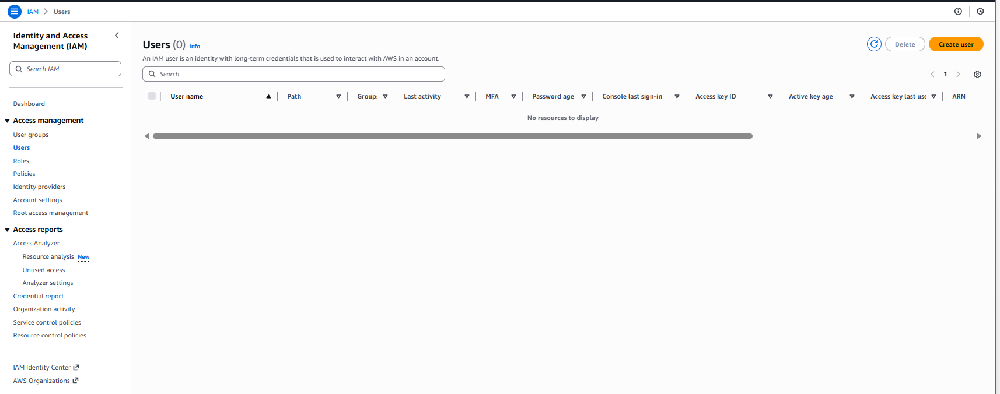 IAM > Users
Identity and Access
Management (IAM)
Search IAM
Dashboard
Access management
User groups
Users
Roles
Policies
Identity providers
Account settings
Root access management
Access reports
Access Analyzer
Resource analysis New
Unused access
Analyzer settings
Credential report
Organization activity
Service control policies
Resource control policies
IAM Identity Center
AWS Organizations
Users (0) Info
Delete
Create user
An IAM user is an identity with long-term credentials that is used to interact with AWS in an account.
Search
1
User name Path Groups Last activity MFA Password age Console last sign-in Access key ID Active key age Access key last use ARN
No resources to display